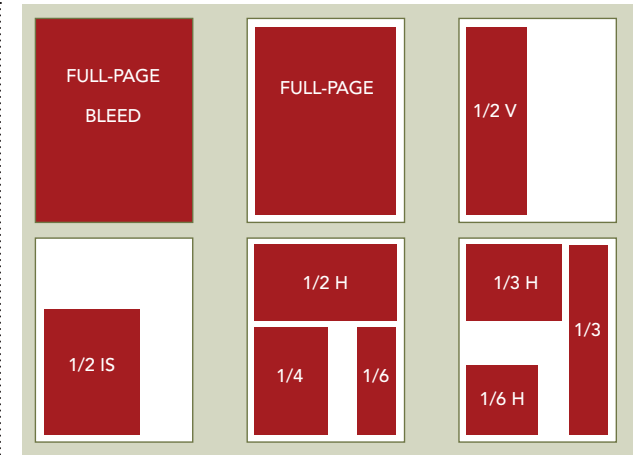 FULL-PAGE
BLEED
FULL-PAGE
1/2 V
1/2 IS
1/2 H
1/4
1/6
1/3 H
1/3
1/6 H